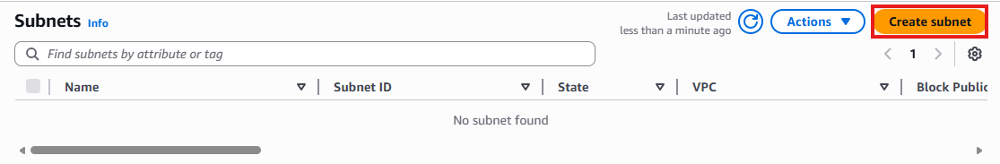 Subnets Info
Last updated
less than a minute ago
Actions
Create subnet
Find subnets by attribute or tag
1
Name Subnet ID State VPC Block Public
No subnet found